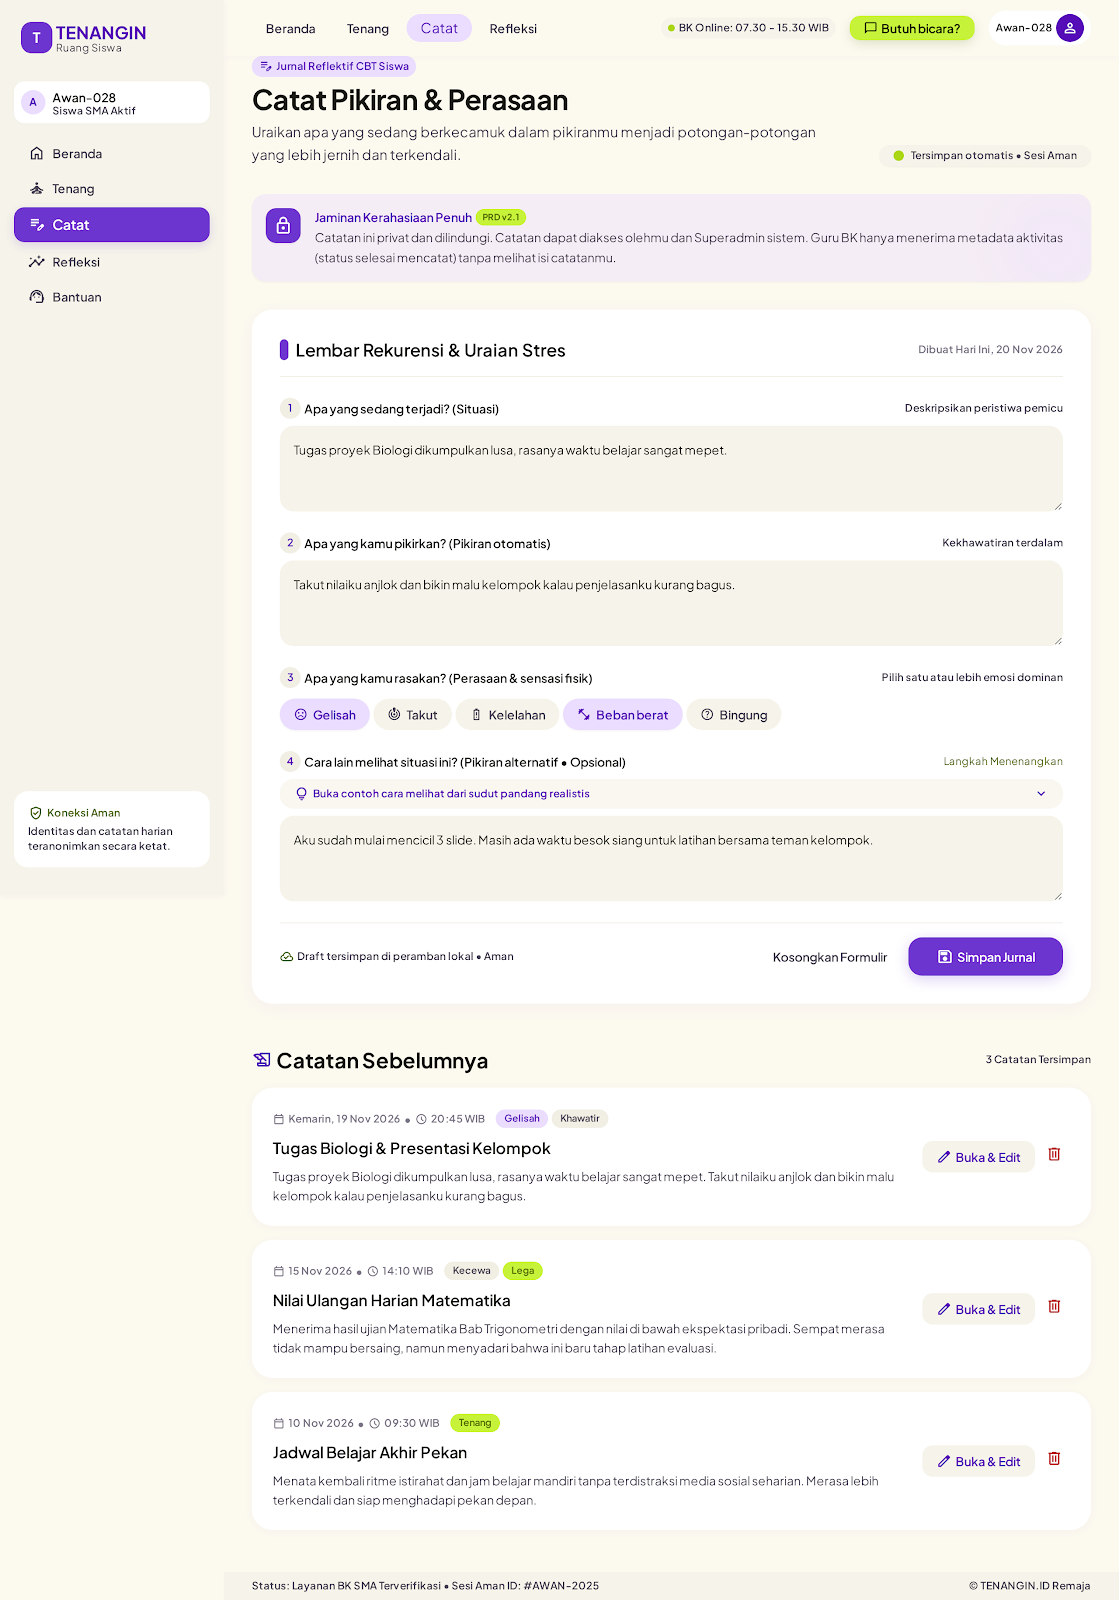 T
TENANGIN
Ruang Siswa
A
Awan-028
Siswa SMA Aktif
Beranda
Tenang
Catat
Refleksi
Bantuan
Koneksi Aman
Identitas dan catatan harian
teranonimkan secara ketat.
Beranda Tenang Catat Refleksi
BK Online: 07.30 - 15.30 WIB
Butuh bicara?
Awan-028
Jurnal Reflektif CBT Siswa
Catat Pikiran & Perasaan
Uraikan apa yang sedang berkecamuk dalam pikiranmu menjadi potongan-potongan
yang lebih jernih dan terkendali.
Tersimpan otomatis • Sesi Aman
Jaminan Kerahasiaan Penuh PRD v2.1
Catatan ini privat dan dilindungi. Catatan dapat diakses olehmu dan Superadmin sistem. Guru BK hanya menerima metadata aktivitas
(status selesai mencatat) tanpa melihat isi catatanmu.
Lembar Rekurensi & Uraian Stres
Dibuat Hari Ini, 20 Nov 2026
1 Apa yang sedang terjadi? (Situasi)
Deskripsikan peristiwa pemicu
Tugas proyek Biologi dikumpulkan lusa, rasanya waktu belajar sangat mepet.
2 Apa yang kamu pikirkan? (Pikiran otomatis)
Kekhawatiran terdalam
Takut nilaiku anjlok dan bikin malu kelompok kalau penjelasanku kurang bagus.
3 Apa yang kamu rasakan? (Perasaan & sensasi fisik)
Pilih satu atau lebih emosi dominan
Gelisah Takut Kelelahan Beban berat Bingung
4 Cara lain melihat situasi ini? (Pikiran alternatif • Opsional)
Langkah Menenangkan
Buka contoh cara melihat dari sudut pandang realistis
Aku sudah mulai mencicil 3 slide. Masih ada waktu besok siang untuk latihan bersama teman kelompok.
Draft tersimpan di peramban lokal • Aman
Kosongkan Formulir
Simpan Jurnal
Catatan Sebelumnya
3 Catatan Tersimpan
Kemarin, 19 Nov 2026 • 20:45 WIB Gelisah Khawatir
Tugas Biologi & Presentasi Kelompok
Tugas proyek Biologi dikumpulkan lusa, rasanya waktu belajar sangat mepet. Takut nilaiku anjlok dan bikin malu
kelompok kalau penjelasanku kurang bagus.
Buka & Edit
15 Nov 2026 • 14:10 WIB Kecewa Lega
Nilai Ulangan Harian Matematika
Menerima hasil ujian Matematika Bab Trigonometri dengan nilai di bawah ekspektasi pribadi. Sempat merasa
tidak mampu bersaing, namun menyadari bahwa ini baru tahap latihan evaluasi.
Buka & Edit
10 Nov 2026 • 09:30 WIB Tenang
Jadwal Belajar Akhir Pekan
Menata kembali ritme istirahat dan jam belajar mandiri tanpa terdistraksi media sosial seharian. Merasa lebih
terkendali dan siap menghadapi pekan depan.
Buka & Edit
Status: Layanan BK SMA Terverifikasi • Sesi Aman ID: #AWAN-2025
© TENANGIN.ID Remaja